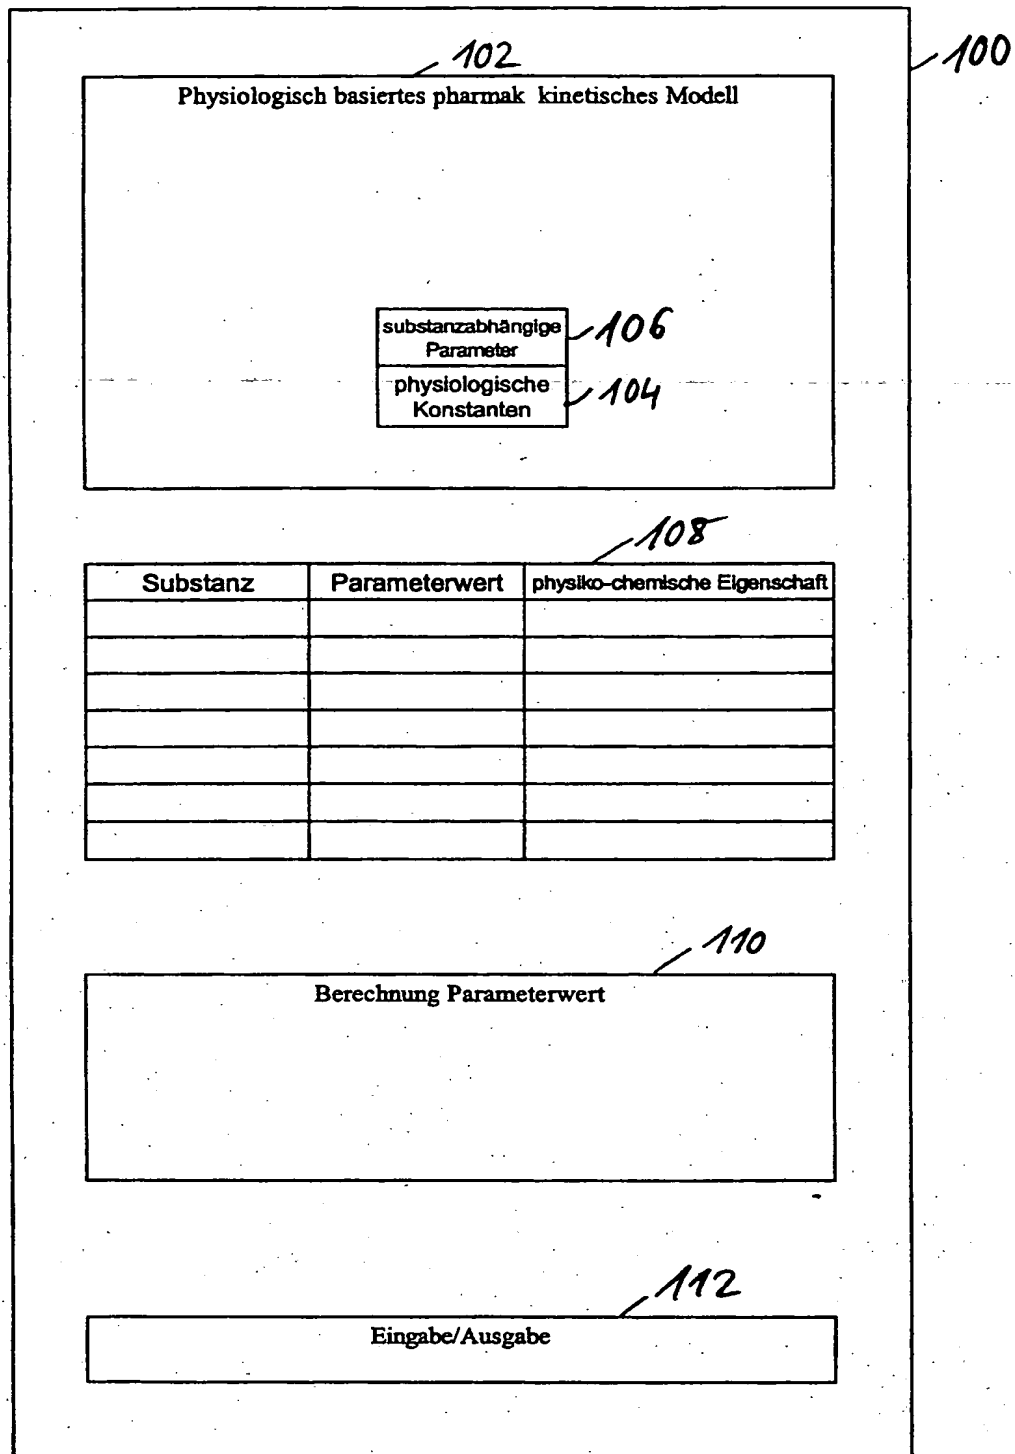 100
102
Physiologisch basiertes pharmak kinetisches Modell
substanzabhängige
Parameter
106
physiologische
Konstanten
104
108
Substanz Parameterwert physiko-chemische Eigenschaft
110
Berechnung Parameterwert
112
Eingabe/Ausgabe